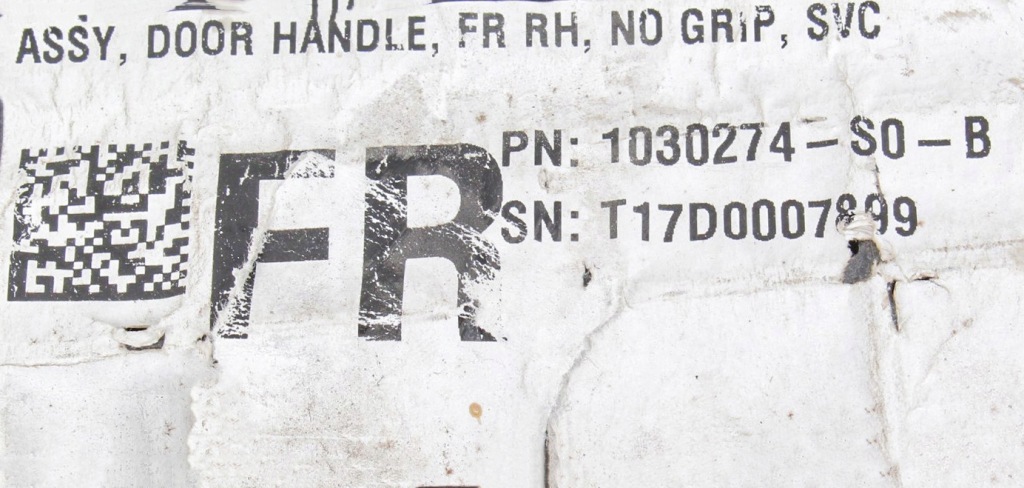 ASSY, DOOR HANDLE, FR RH, NO GRIP, SVC
FR
PN: 1030274-S0-B
SN: T17D0007899